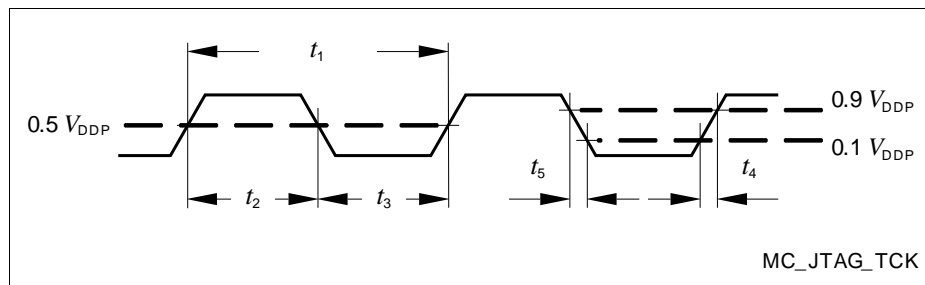 t1
0.5 VDDP
0.9 VDDP
0.1 VDDP
t5
t4
t2
t3
MC_JTAG_TCK